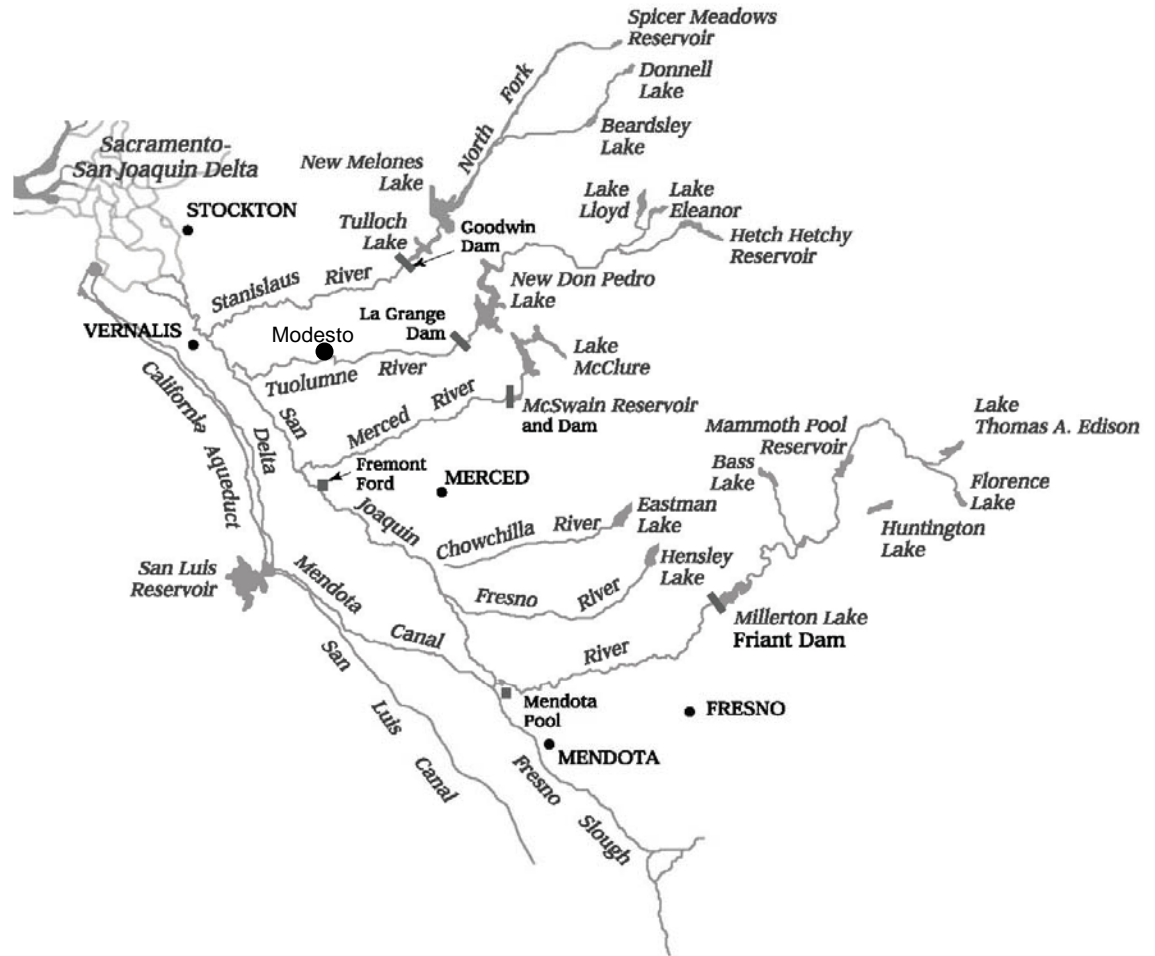 Spicer Meadows
Reservoir
Donnell
Lake
North Fork
Beardsley
Lake
Sacramento-
San Joaquin Delta
New Melones
Lake
STOCKTON
Lake
Lloyd
Lake
Eleanor
Tulloch
Lake
Goodwin
Dam
Hetch Hetchy
Reservoir
Stanislaus River
New Don Pedro
Lake
La Grange
Dam
VERNALIS
Modesto
Tuolumne River
Lake
McClure
California Aqueduct
Delta Mendota Canal
San Joaquin River
Merced River
McSwain Reservoir
and Dam
Fremont
Ford
MERCED
Mammoth Pool
Reservoir
Lake
Thomas A. Edison
Bass
Lake
Florence
Lake
Huntington
Lake
Eastman
Lake
Chowchilla River
Hensley
Lake
San Luis
Reservoir
Fresno River
Millerton Lake
Friant Dam
San Luis Canal
Mendota
Pool
FRESNO
MENDOTA
Fresno Slough